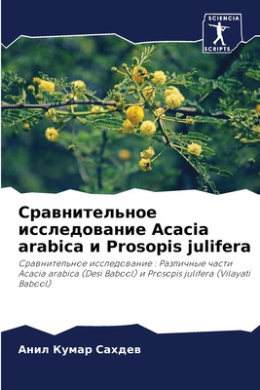 SCIENCIA
SCRIPTS
Сравнительное
исследование Acacia
arabica и Prosopis julifera
Сравнительное исследование : Различные части
Acacia arabica (Desi Babool) и Prosopis julifera (Vilayati
Babool)
Анил Кумар Сахдев